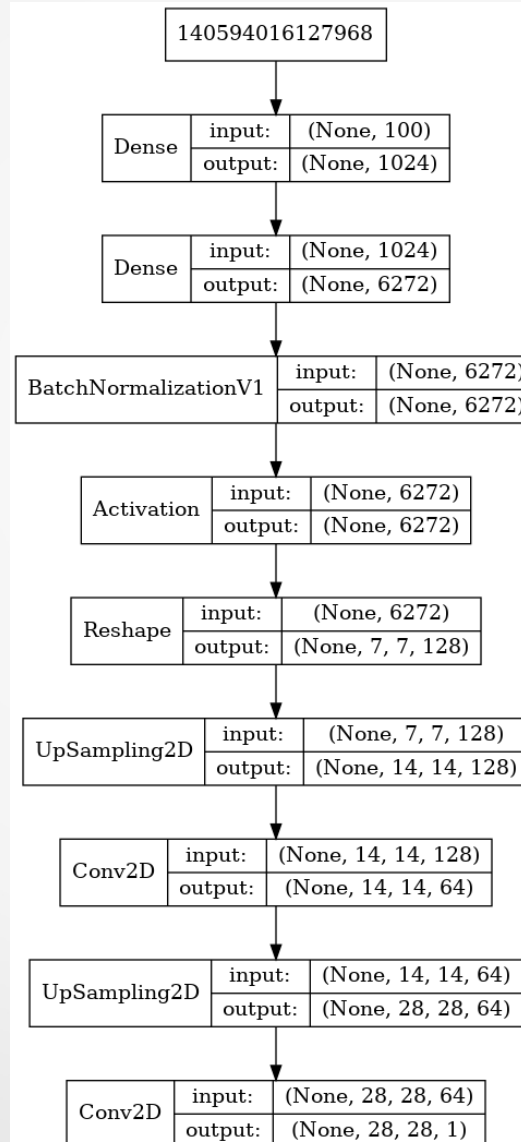 140594016127968
Dense
input: (None, 100)
output: (None, 1024)
Dense
input: (None, 1024)
output: (None, 6272)
BatchNormalizationV1
input: (None, 6272)
output: (None, 6272)
Activation
input: (None, 6272)
output: (None, 6272)
Reshape
input: (None, 6272)
output: (None, 7, 7, 128)
UpSampling2D
input: (None, 7, 7, 128)
output: (None, 14, 14, 128)
Conv2D
input: (None, 14, 14, 128)
output: (None, 14, 14, 64)
UpSampling2D
input: (None, 14, 14, 64)
output: (None, 28, 28, 64)
Conv2D
input: (None, 28, 28, 64)
output: (None, 28, 28, 1)